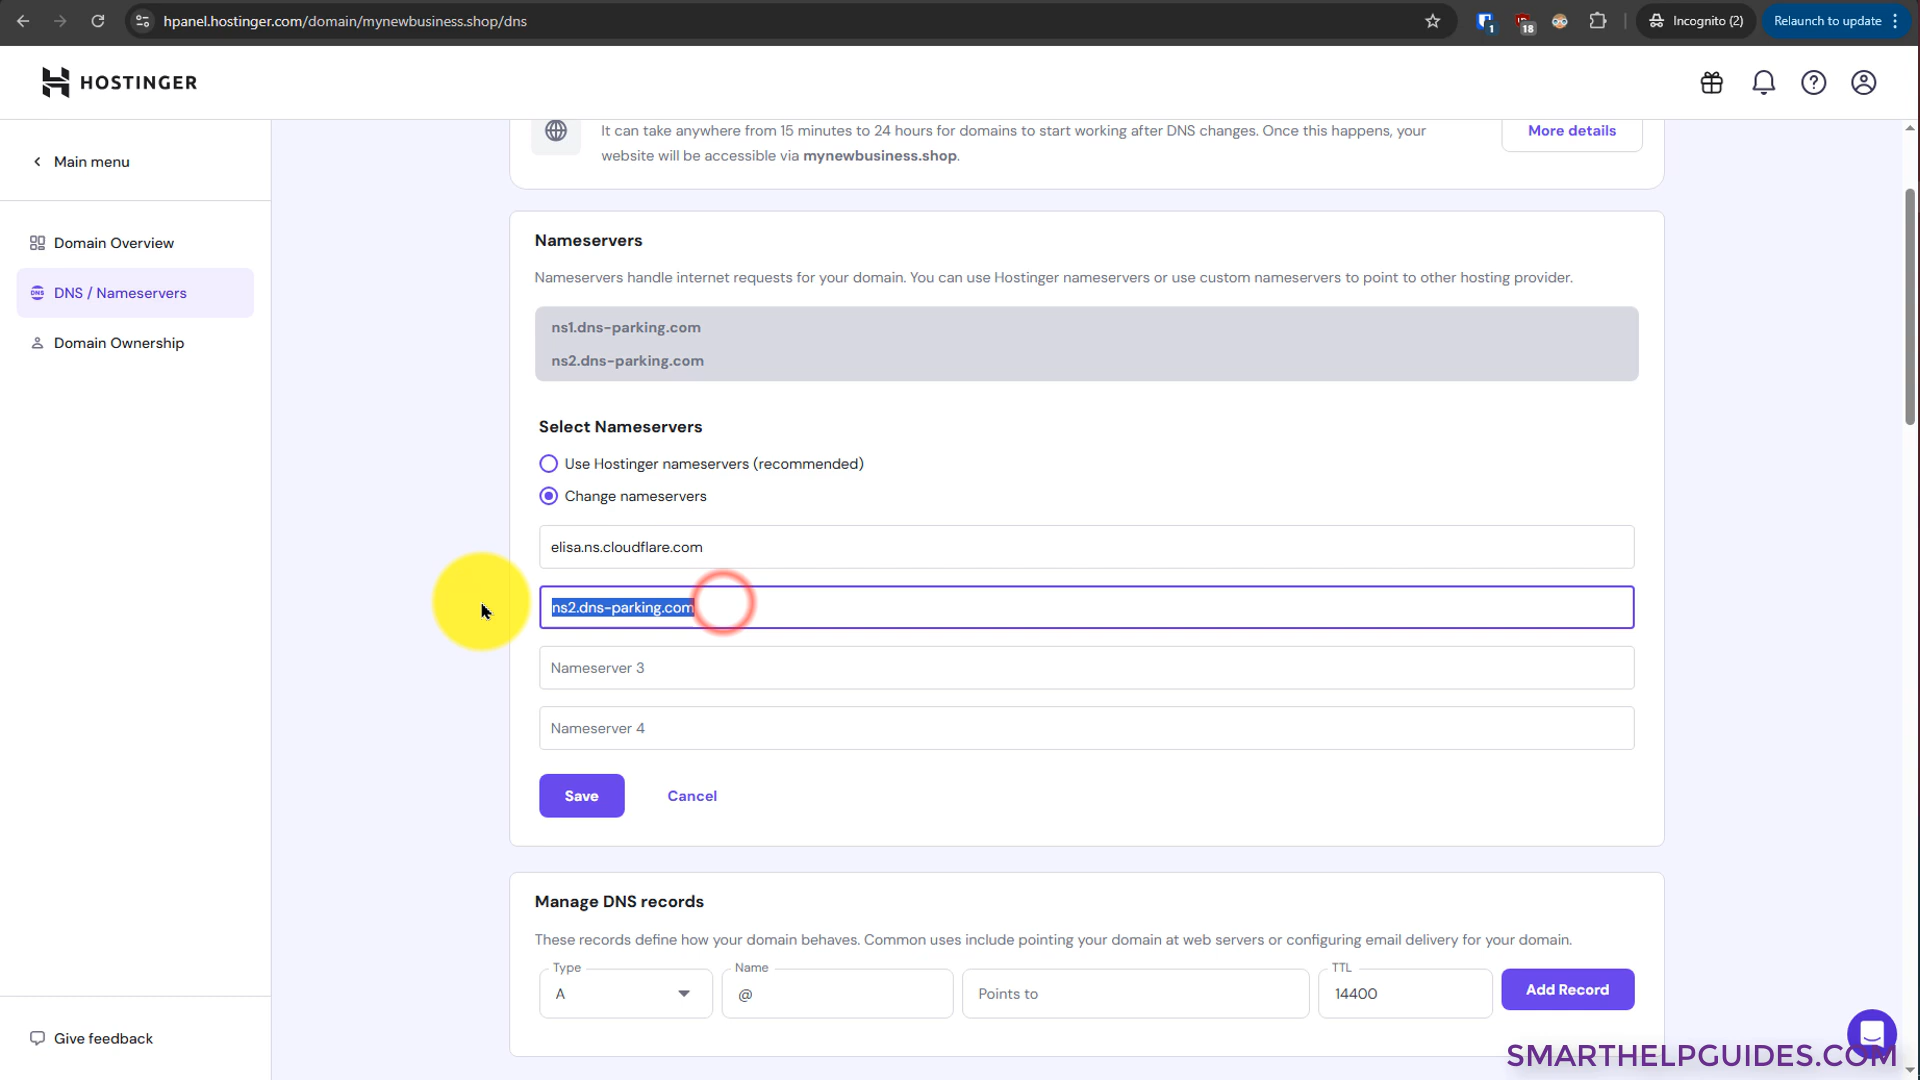 hpanel.hostinger.com/domain/mynewbusiness.shop/dns
1
18
Incognito (2)
Relaunch to update
HOSTINGER
Main menu
Domain Overview
DNS
DNS / Nameservers
Domain Ownership
Give feedback
It can take anywhere from 15 minutes to 24 hours for domains to start working after DNS changes. Once this happens, your
website will be accessible via mynewbusiness.shop.
More details
Nameservers
Nameservers handle internet requests for your domain. You can use Hostinger nameservers or use custom nameservers to point to other hosting provider.
ns1.dns-parking.com
ns2.dns-parking.com
Select Nameservers
Use Hostinger nameservers (recommended)
Change nameservers
elisa.ns.cloudflare.com
ns2.dns-parking.com
Nameserver 3
Nameserver 4
Save Cancel
Manage DNS records
These records define how your domain behaves. Common uses include pointing your domain at web servers or configuring email delivery for your domain.
Type Name TTL
A @ Points to 14400 Add Record
SMARTHELPGUIDES.COM